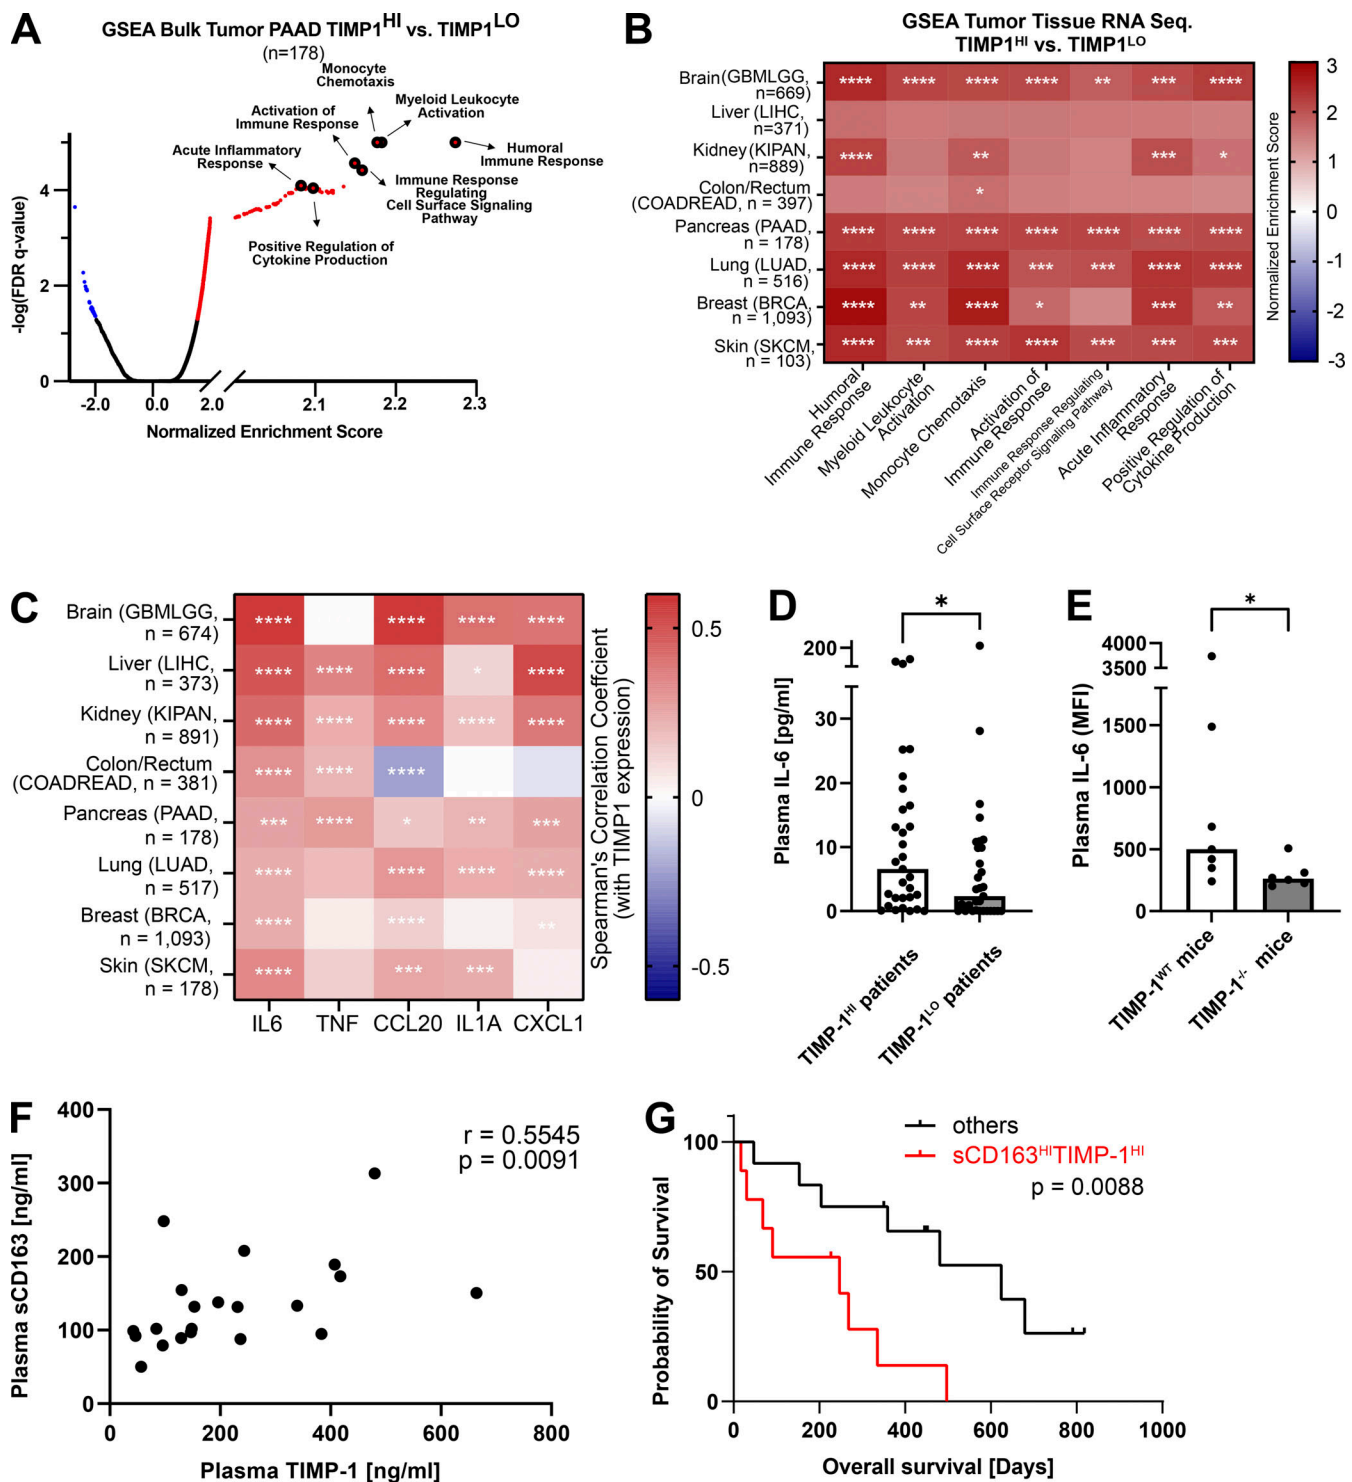 A
GSEA Bulk Tumor PAAD TIMP1HI vs. TIMP1LO
(n=178)
Monocyte
Chemotaxis
Myeloid Leukocyte
Activation
Activation of
Immune Response
Acute Inflammatory
Response
Humoral
Immune Response
Immune Response
Regulating
Cell Surface Signaling
Pathway
Positive Regulation of
Cytokine Production
-log(FDR q-value)
4
2
0
-2.0
0.0
2.0
2.1
2.2
2.3
Normalized Enrichment Score
B
GSEA Tumor Tissue RNA Seq.
TIMP1HI vs. TIMP1LO
Brain(GBMLGG,
n=669)
**** **** **** **** ** *** ****
Liver (LIHC,
n=371)
Kidney (KIPAN,
n=889)
**** ** *** *
Colon/Rectum
(COADREAD, n = 397)
*
Pancreas (PAAD,
n = 178)
**** **** **** **** **** **** ****
Lung (LUAD,
n = 516)
**** **** **** *** *** **** ****
Breast (BRCA,
n = 1,093)
**** ** **** * *** **
Skin (SKCM,
n = 103)
**** *** **** **** *** *** ***
Humoral
Immune Response
Myeloid Leukocyte
Activation
Monocyte Chemotaxis
Activation of
Immune Response
Immune Response Regulating
Cell Surface Receptor Signaling Pathway
Acute Inflammatory
Response
Positive Regulation of
Cytokine Production
3
2
1
0
-1
-2
-3
Normalized Enrichment Score
C
Brain (GBMLGG,
n = 674)
**** **** **** ****
Liver (LIHC,
n = 373)
**** **** **** * ****
Kidney (KIPAN,
n = 891)
**** **** **** **** ****
Colon/Rectum
(COADREAD, n = 381)
**** **** ****
Pancreas (PAAD,
n = 178)
*** **** * ** ***
Lung (LUAD,
n = 517)
**** **** **** ****
Breast (BRCA,
n = 1,093)
**** **** **
Skin (SKCM,
n = 178)
**** *** ***
IL6 TNF CCL20 IL1A CXCL1
0.5
0
-0.5
Spearman's Correlation Coeffcient
(with TIMP1 expression)
D
*
Plasma IL-6 [pg/ml]
200
30
20
10
0
TIMP-1HI patients
TIMP-1LO patients
E
*
Plasma IL-6 (MFI)
4000
3500
1500
1000
500
0
TIMP-1WT mice
TIMP-1-/- mice
F
r = 0.5545
p = 0.0091
Plasma sCD163 [ng/ml]
400
300
200
100
0
0 200 400 600 800
Plasma TIMP-1 [ng/ml]
G
others
sCD163HITIMP-1HI
p = 0.0088
Probability of Survival
100
50
0
0 200 400 600 800 1000
Overall survival [Days]